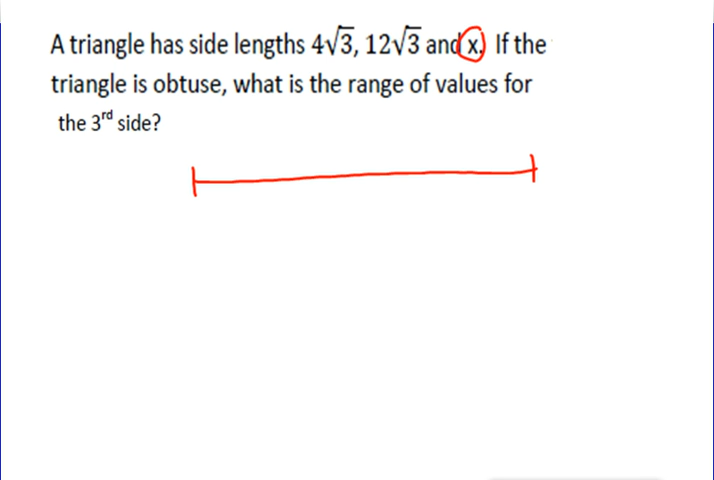 A triangle has side lengths 4√3, 12√3 and x. If the
triangle is obtuse, what is the range of values for
the 3rd side?